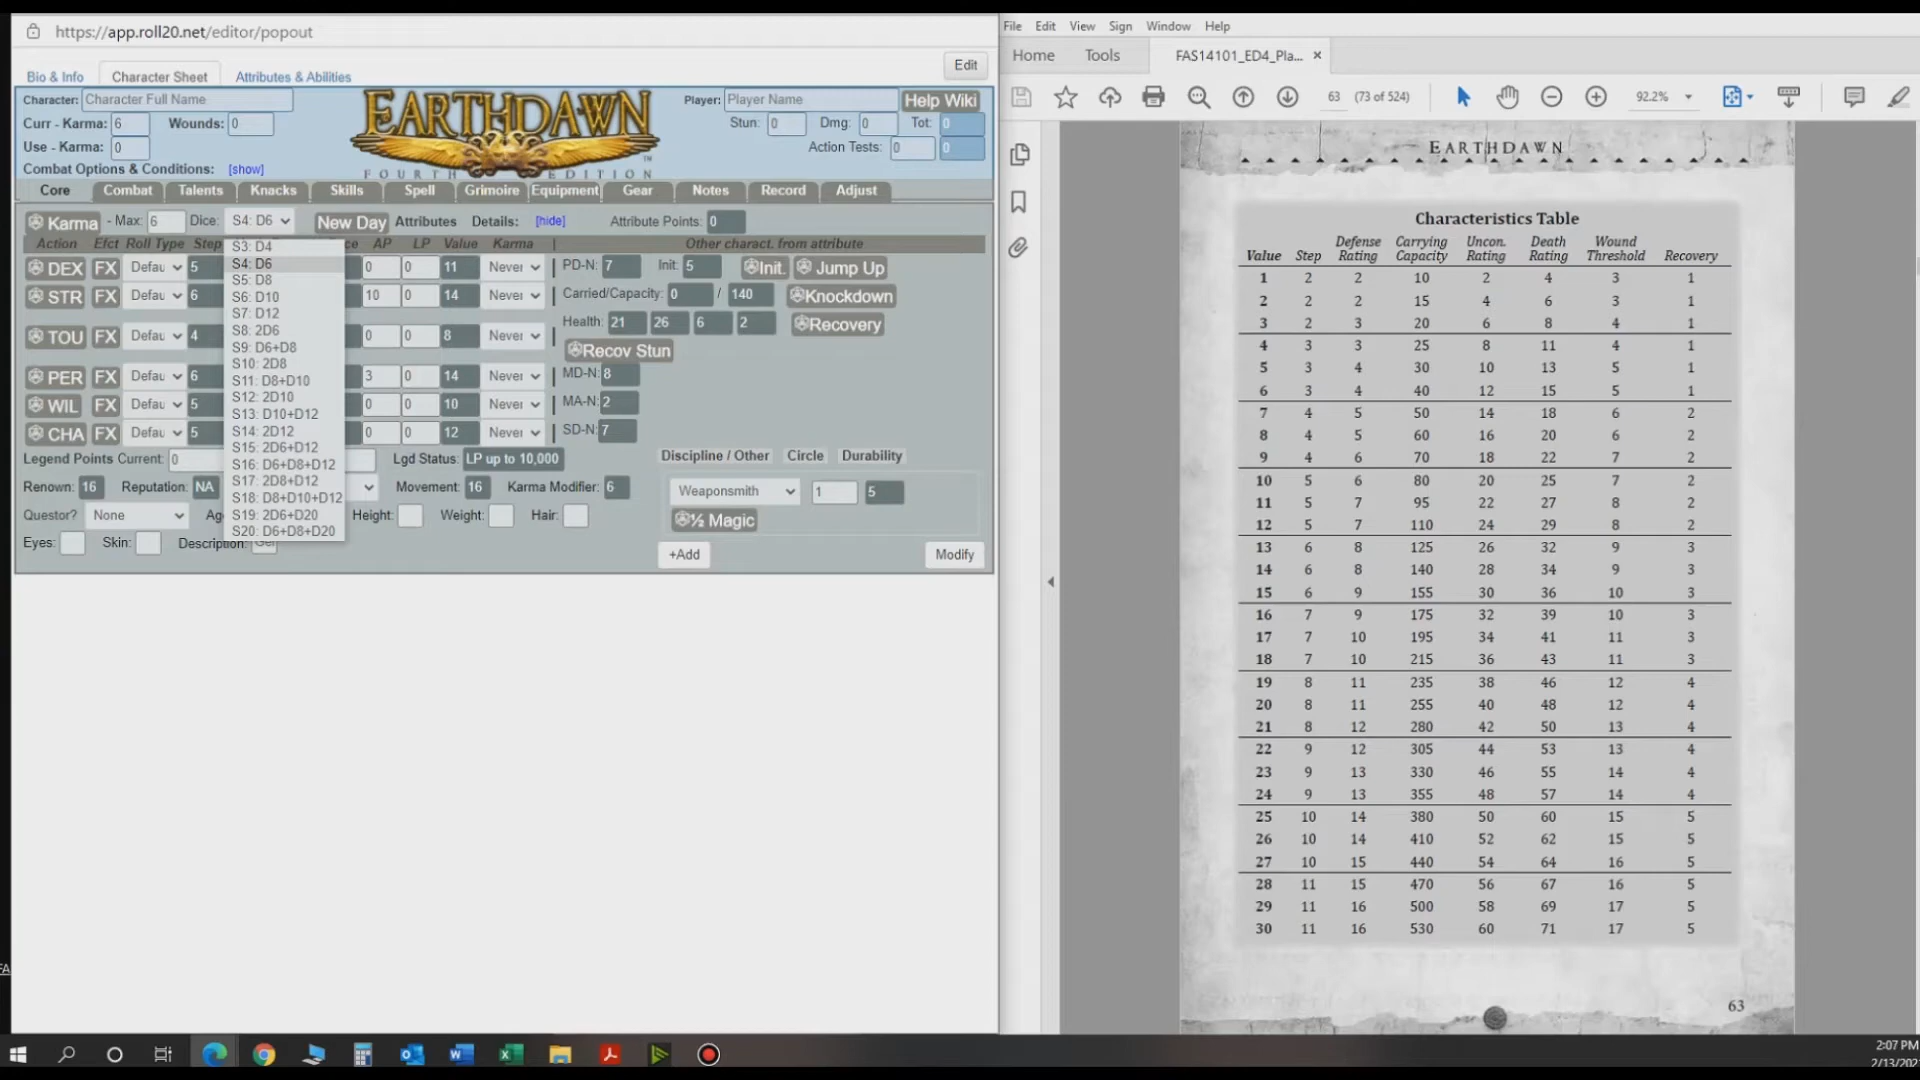 https://app.roll20.net/editor/popout
Bio & Info Character Sheet Attributes & Abilities Edit
Character: Character Full Name Player: Player Name Help Wiki
Curr - Karma: 6 Wounds: 0 Stun: 0 Dmg: 0 Tot: 0
Use - Karma: 0 Action Tests: 0 0
Combat Options & Conditions: [show]
EARTHDAWN
FOURTH EDITION
Core Combat Talents Knacks Skills Spell Grimoire Equipment Gear Notes Record Adjust
Karma - Max: 6 Dice: S4: D6 New Day Attributes Details: [hide] Attribute Points: 0
Action Efct Roll Type Step AP LP Value Karma | Other charact. from attribute
DEX FX Defau 5 0 0 11 Never PD-N: 7 Init: 5 Init. Jump Up
STR FX Defau 6 10 0 14 Never Carried/Capacity: 0 / 140 Knockdown
TOU FX Defau 4 0 0 8 Never Health: 21 26 6 2 Recovery
Recov Stun
PER FX Defau 6 3 0 14 Never MD-N: 8
WIL FX Defau 5 0 0 10 Never MA-N: 2
CHA FX Defau 5 0 0 12 Never SD-N: 7
S3: D4
S4: D6
S5: D8
S6: D10
S7: D12
S8: 2D6
S9: D6+D8
S10: 2D8
S11: D8+D10
S12: 2D10
S13: D10+D12
S14: 2D12
S15: 2D6+D12
S16: D6+D8+D12
S17: 2D8+D12
S18: D8+D10+D12
S19: 2D6+D20
S20: D6+D8+D20
Legend Points Current: 0 Lgd Status: LP up to 10,000 Discipline / Other Circle Durability
Renown: 16 Reputation: NA Movement: 16 Karma Modifier: 6 Weaponsmith 1 5
Questor? None Height: Weight: Hair: ½ Magic
Eyes: Skin: Description: +Add Modify
File Edit View Sign Window Help
Home Tools FAS14101_ED4_Pla... ×
63 (73 of 524) 92.2%
EARTHDAWN
Characteristics Table
Value Step Defense Rating Carrying Capacity Uncon. Rating Death Rating Wound Threshold Recovery
1 2 2 10 2 4 3 1
2 2 2 15 4 6 3 1
3 2 3 20 6 8 4 1
4 3 3 25 8 11 4 1
5 3 4 30 10 13 5 1
6 3 4 40 12 15 5 1
7 4 5 50 14 18 6 2
8 4 5 60 16 20 6 2
9 4 6 70 18 22 7 2
10 5 6 80 20 25 7 2
11 5 7 95 22 27 8 2
12 5 7 110 24 29 8 2
13 6 8 125 26 32 9 3
14 6 8 140 28 34 9 3
15 6 9 155 30 36 10 3
16 7 9 175 32 39 10 3
17 7 10 195 34 41 11 3
18 7 10 215 36 43 11 3
19 8 11 235 38 46 12 4
20 8 11 255 40 48 12 4
21 8 12 280 42 50 13 4
22 9 12 305 44 53 13 4
23 9 13 330 46 55 14 4
24 9 13 355 48 57 14 4
25 10 14 380 50 60 15 5
26 10 14 410 52 62 15 5
27 10 15 440 54 64 16 5
28 11 15 470 56 67 16 5
29 11 16 500 58 69 17 5
30 11 16 530 60 71 17 5
63
2:07 PM